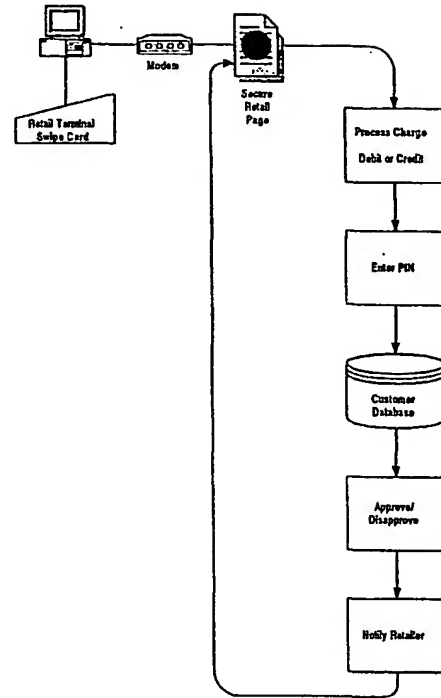 Modem
Secure
Retail
Page
Retail Terminal
Swipe Card
Process Charge
Debit or Credit
Enter PIN
Customer
Database
Approve/
Disapprove
Notify Retailer